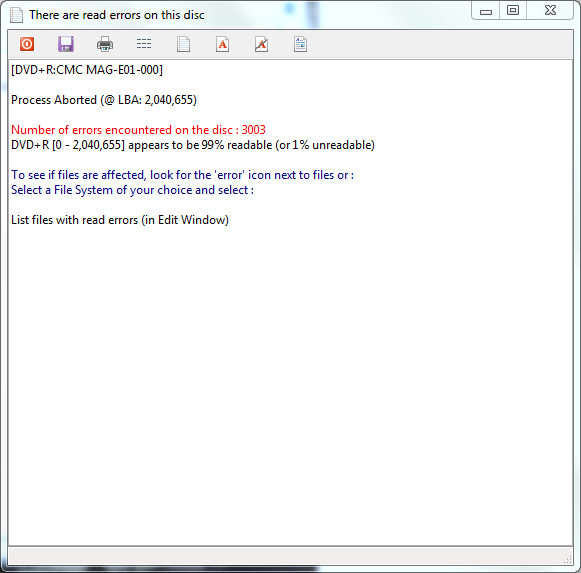 There are read errors on this disc
[DVD+R:CMC MAG-E01-000]
Process Aborted (@ LBA: 2,040,655)
Number of errors encountered on the disc : 3003
DVD+R [0 - 2,040,655] appears to be 99% readable (or 1% unreadable)
To see if files are affected, look for the 'error' icon next to files or :
Select a File System of your choice and select :
List files with read errors (in Edit Window)